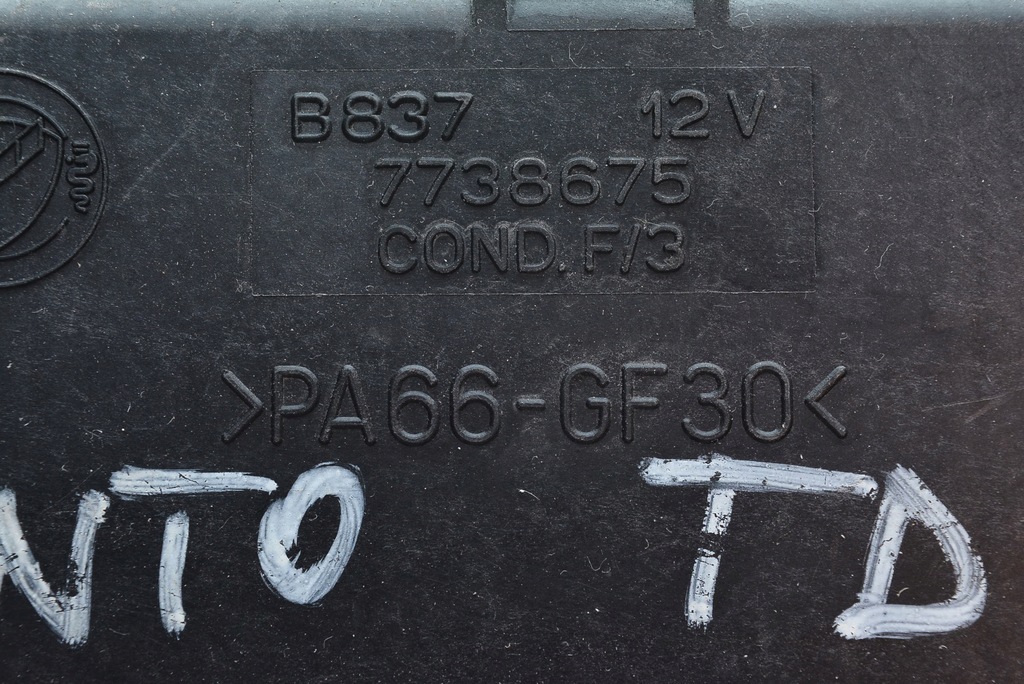 B837 12V
7738675
COND. F/3
>PA66-GF30<
NTO TD